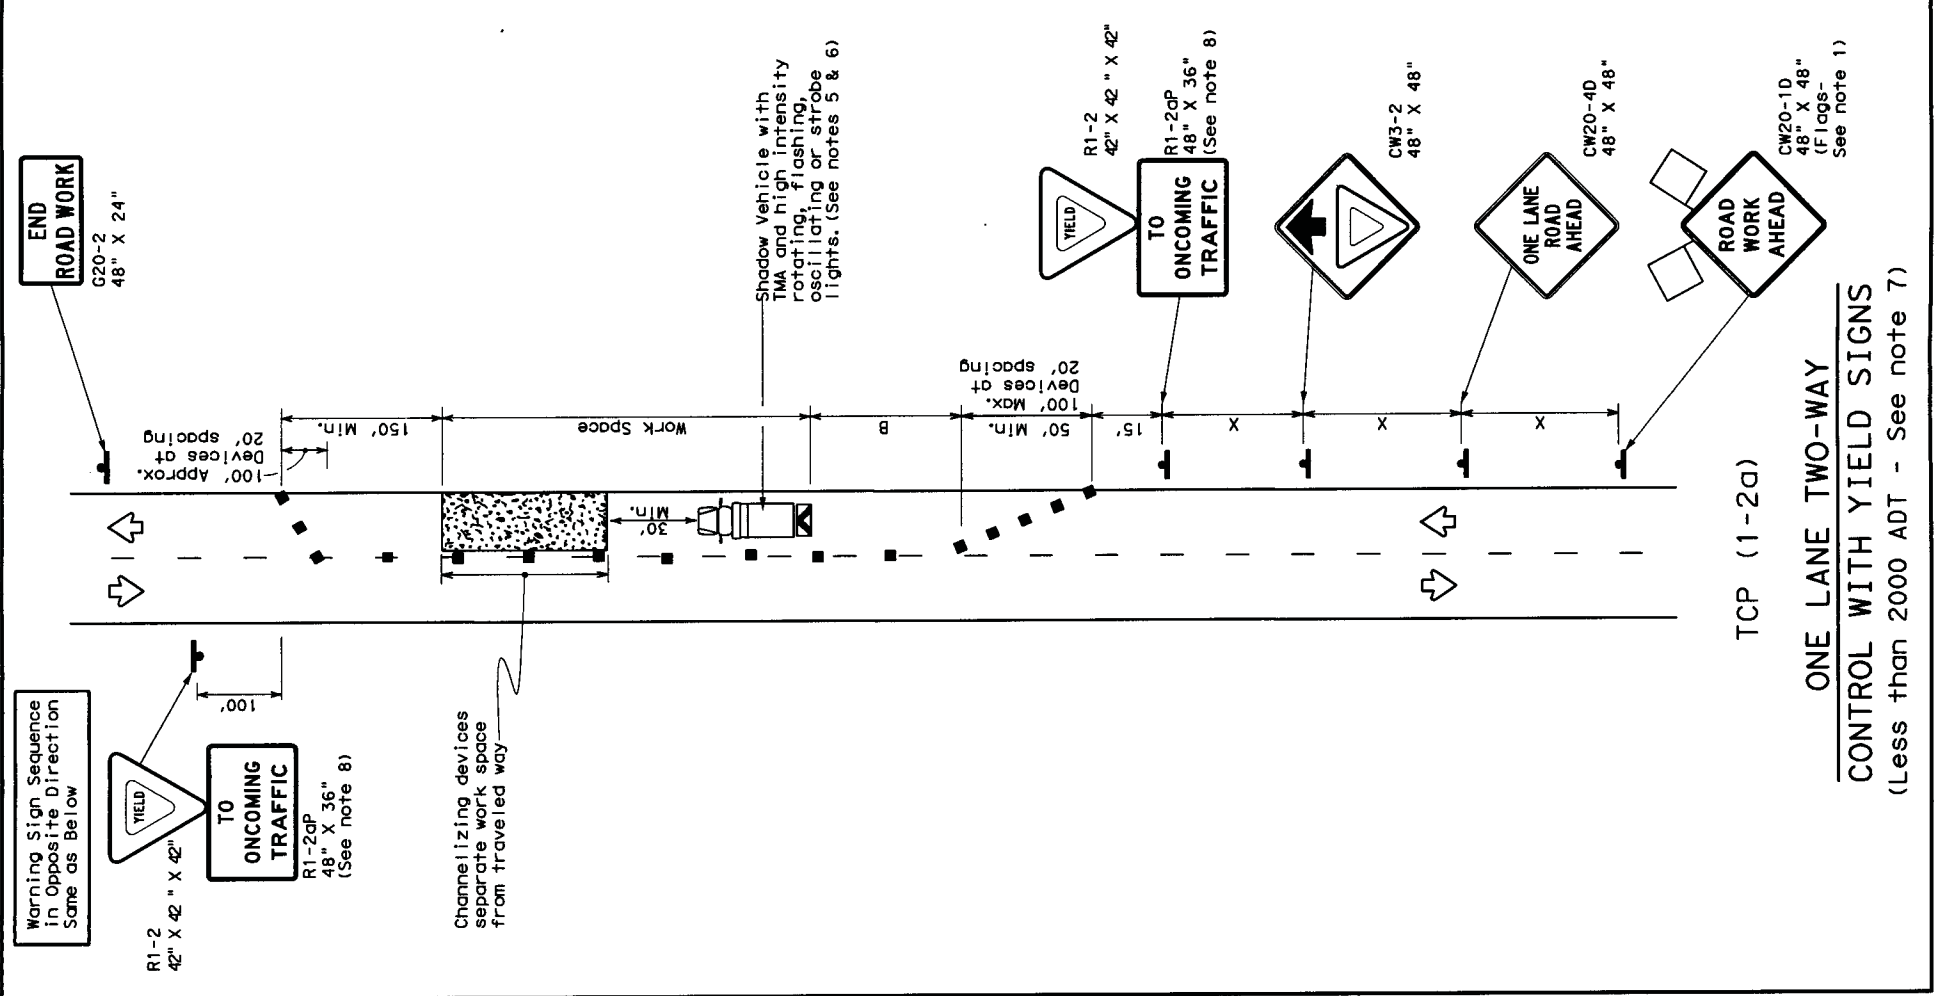 Warning Sign Sequence
in Opposite Direction
Same as Below
YIELD
R1-2
42" X 42 " X 42"
TO
ONCOMING
TRAFFIC
R1-2aP
48" X 36"
(See note 8)
100'
END
ROAD WORK
G20-2
48" X 24"
100' Approx.
Devices at
20' spacing
150' Min.
Work Space
30'
Min.
B
Channelizing devices
separate work space
from traveled way
Shadow Vehicle with
TMA and high intensity
rotating, flashing,
oscillating or strobe
lights. (See notes 5 & 6)
50' Min.
100' Max.
Devices at
20' spacing
15'
X
X
X
YIELD
R1-2
42" X 42 " X 42"
TO
ONCOMING
TRAFFIC
R1-2aP
48" X 36"
(See note 8)
CW3-2
48" X 48"
ONE LANE
ROAD
AHEAD
CW20-4D
48" X 48"
ROAD
WORK
AHEAD
CW20-1D
48" X 48"
(Flags-
See note 1)
TCP (1-2a)
ONE LANE TWO-WAY
CONTROL WITH YIELD SIGNS
(Less than 2000 ADT - See note 7)